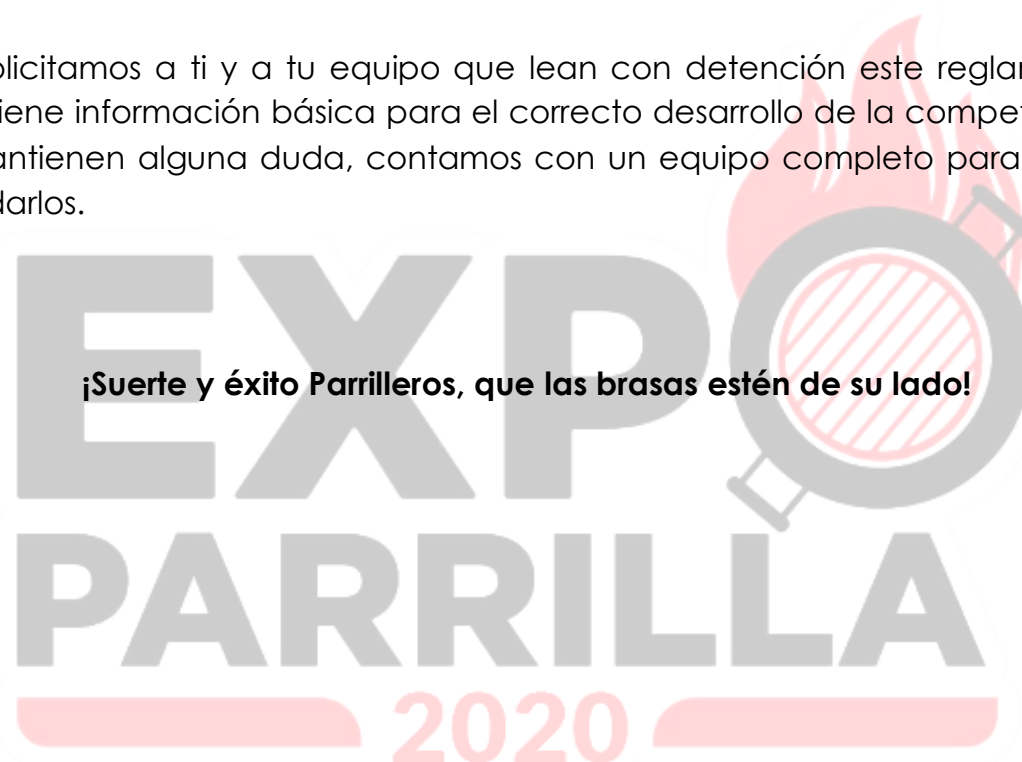 olicitamos a ti y a tu equipo que lean con detención este reglar
iene información básica para el correcto desarrollo de la compet
antienen alguna duda, contamos con un equipo completo para
darlos.
¡Suerte y éxito Parrilleros, que las brasas estén de su lado!
EXPO
PARRILLA
2020